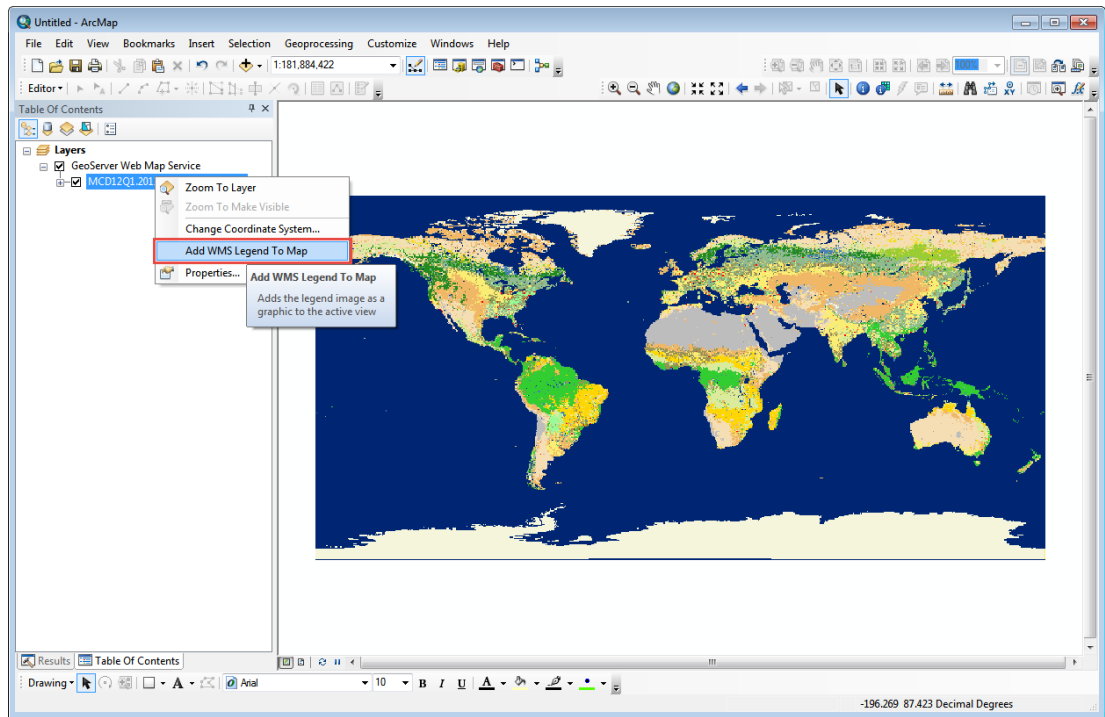 Untitled - ArcMap
File Edit View Bookmarks Insert Selection Geoprocessing Customize Windows Help
1:181,884,422
100%
Editor
Table Of Contents
Layers
GeoServer Web Map Service
MCD12Q1.201
Zoom To Layer
Zoom To Make Visible
Change Coordinate System...
Add WMS Legend To Map
Properties...
Add WMS Legend To Map
Adds the legend image as a
graphic to the active view
Results Table Of Contents
Drawing A Arial 10 B I U A
-196.269 87.423 Decimal Degrees